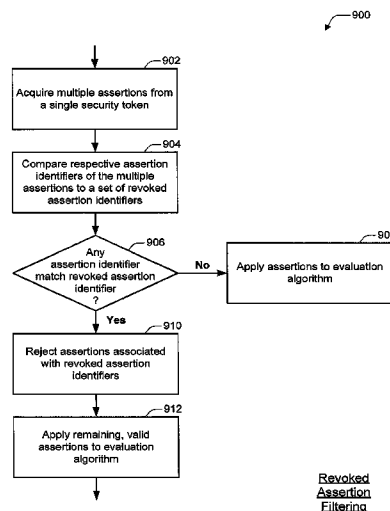 900
902
Acquire multiple assertions from
a single security token
904
Compare respective assertion
identifiers of the multiple
assertions to a set of revoked
assertion identifiers
906
Any
assertion identifier
match revoked assertion
identifier
?
No
90
Apply assertions to evaluation
algorithm
Yes
910
Reject assertions associated
with revoked assertion
identifiers
912
Apply remaining, valid
assertions to evaluation
algorithm
Revoked
Assertion
Filtering